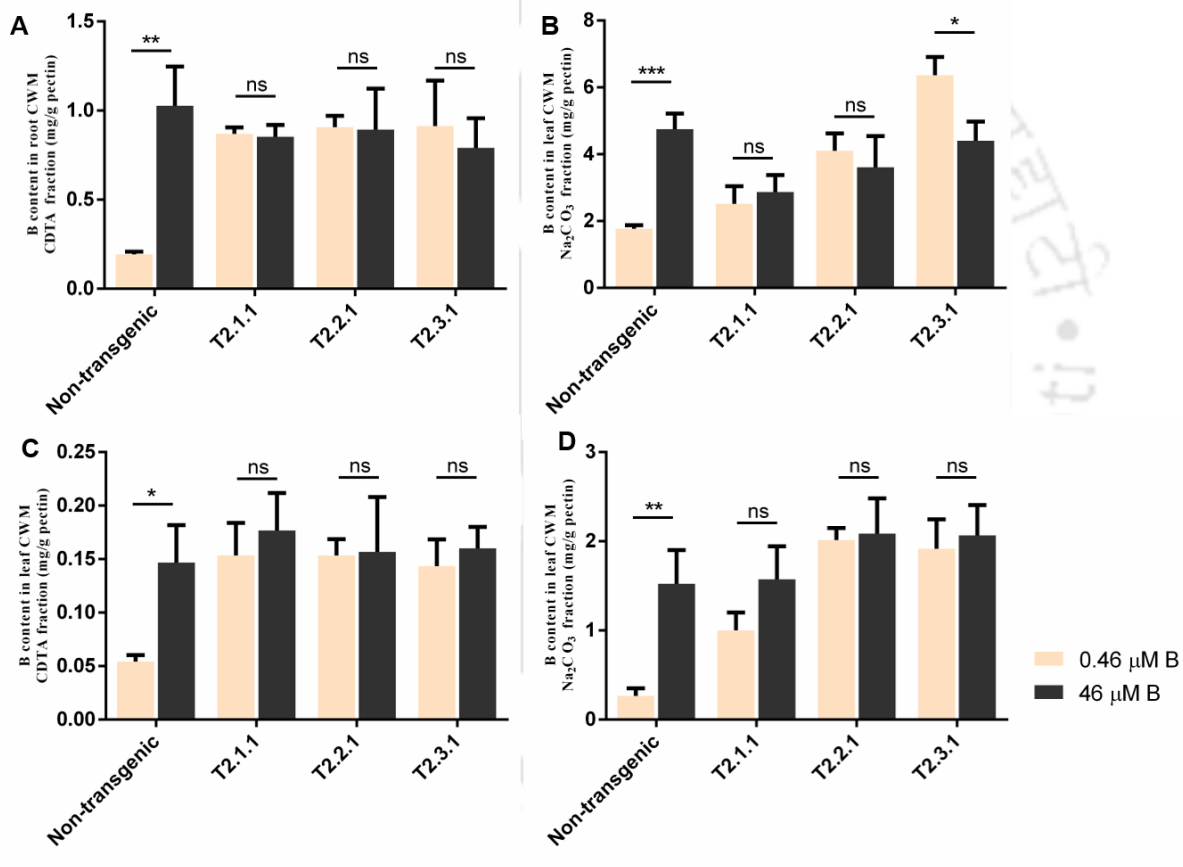 A
B content in root CWM
CDTA fraction (mg/g pectin)
1.5
1.0
0.5
0.0
**
ns
ns
ns
Non-transgenic
T2.1.1
T2.2.1
T2.3.1
B
B content in leaf CWM
Na₂CO₃ fraction (mg/g pectin)
8
6
4
2
0
***
ns
ns
*
Non-transgenic
T2.1.1
T2.2.1
T2.3.1
C
B content in leaf CWM
CDTA fraction (mg/g pectin)
0.25
0.20
0.15
0.10
0.05
0.00
*
ns
ns
ns
Non-transgenic
T2.1.1
T2.2.1
T2.3.1
D
B content in leaf CWM
Na₂CO₃ fraction (mg/g pectin)
3
2
1
0
**
ns
ns
ns
Non-transgenic
T2.1.1
T2.2.1
T2.3.1
0.46 µM B
46 µM B